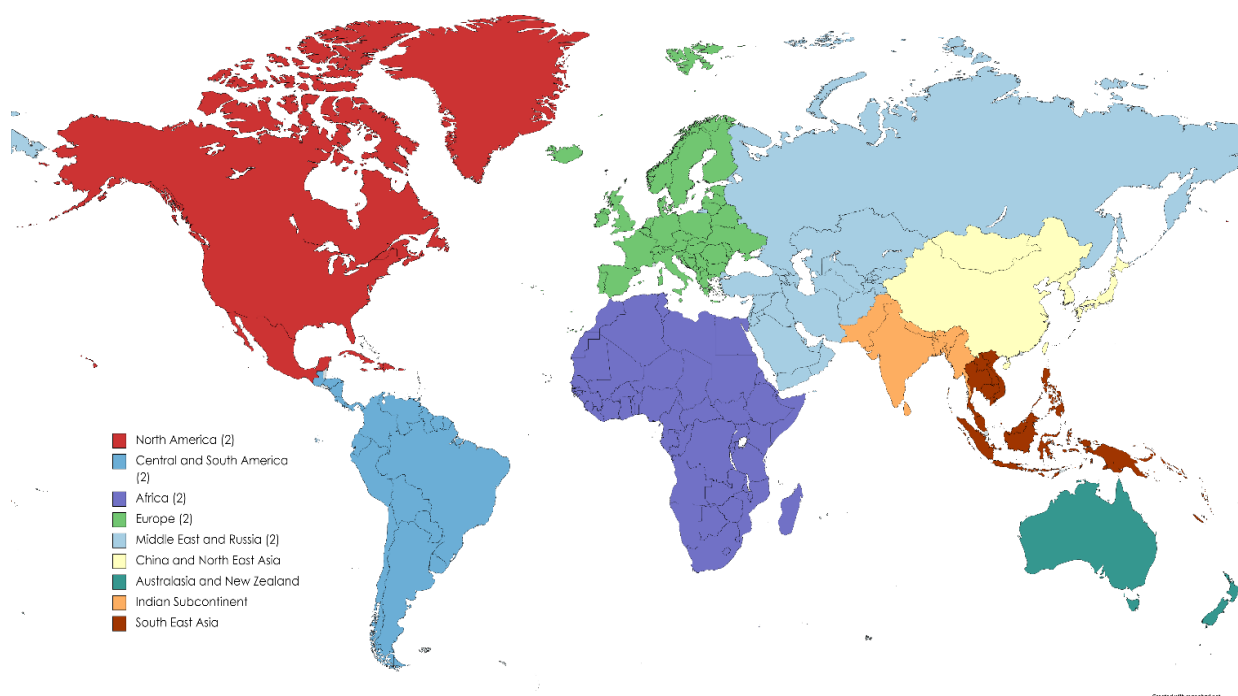 North America (2)
Central and South America
(2)
Africa (2)
Europe (2)
Middle East and Russia (2)
China and North East Asia
Australasia and New Zealand
Indian Subcontinent
South East Asia